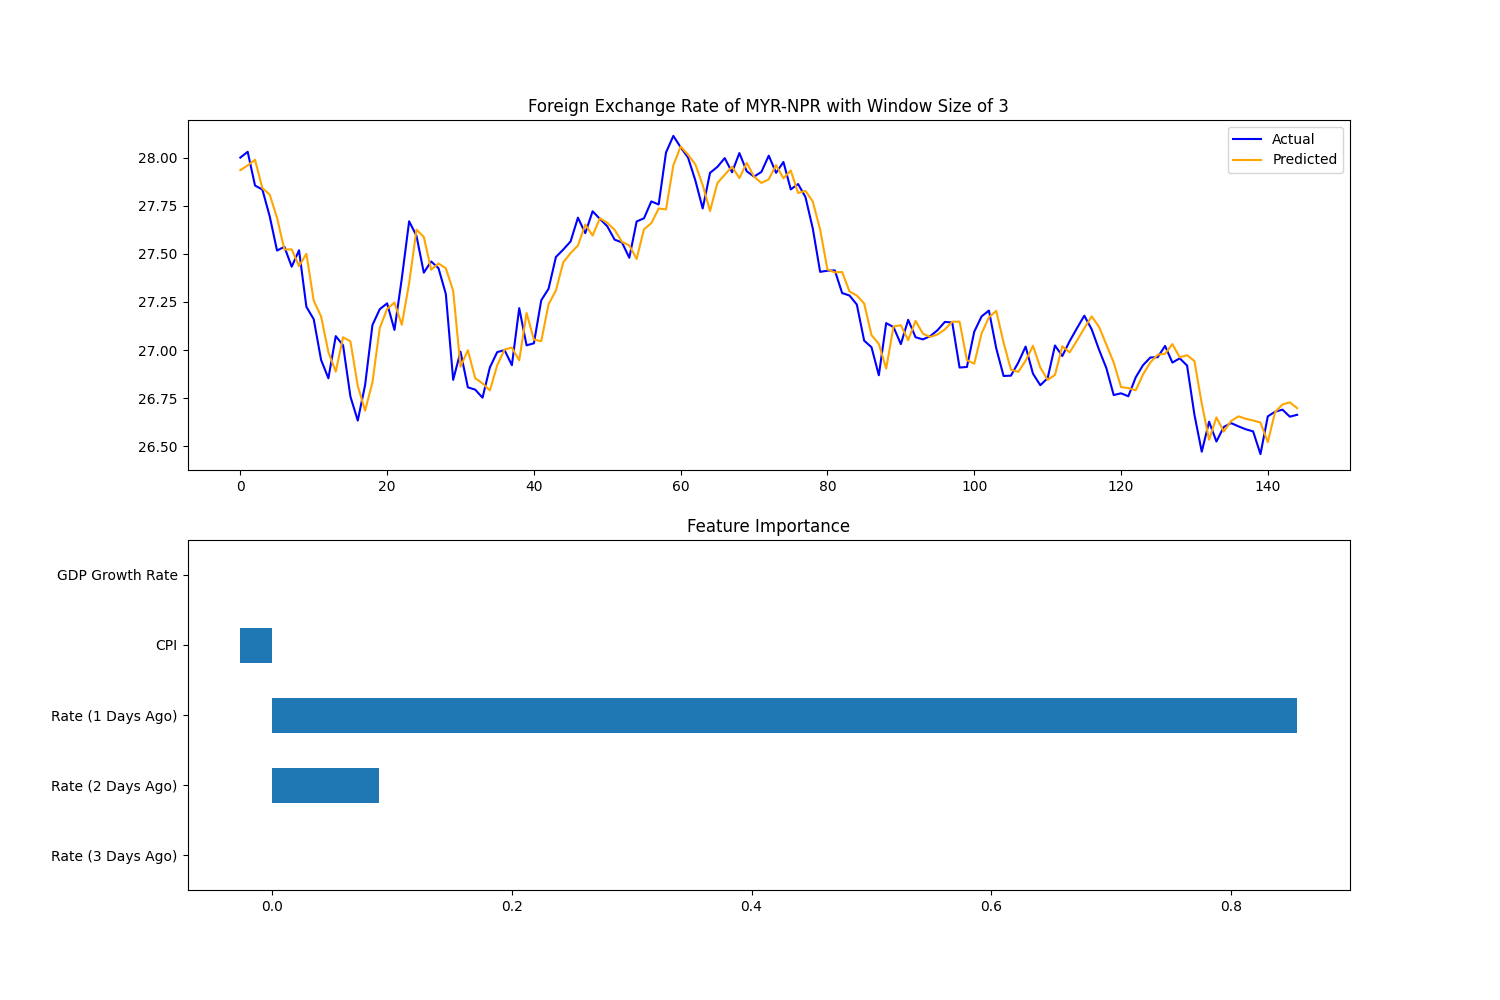 Foreign Exchange Rate of MYR-NPR with Window Size of 3
Actual
Predicted
28.00
27.75
27.50
27.25
27.00
26.75
26.50
0 20 40 60 80 100 120 140
Feature Importance
GDP Growth Rate
CPI
Rate (1 Days Ago)
Rate (2 Days Ago)
Rate (3 Days Ago)
0.0 0.2 0.4 0.6 0.8